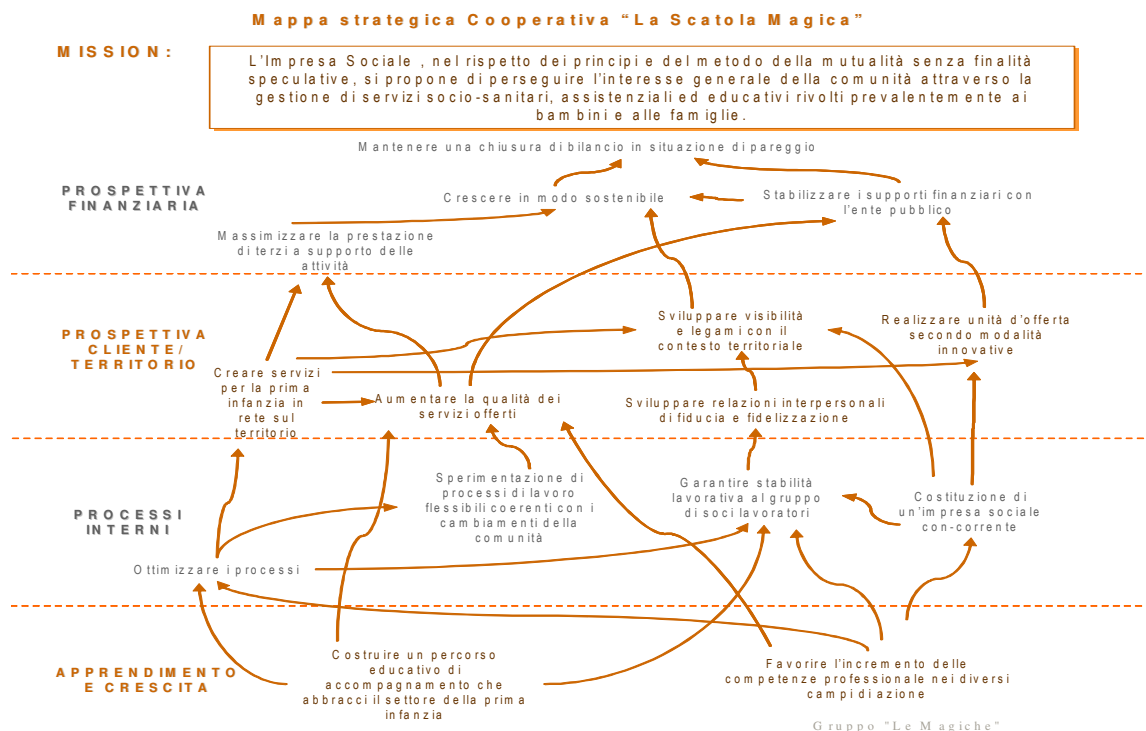 Mappa strategica Cooperativa “La Scatola Magica”
MISSION:
L’Impresa Sociale , nel rispetto dei principi e del metodo della mutualità senza finalità
speculative, si propone di perseguire l’interesse generale della comunità attraverso la
gestione di servizi socio-sanitari, assistenziali ed educativi rivolti prevalentemente ai
bambini e alle famiglie.
Mantenere una chiusura di bilancio in situazione di pareggio
PROSPETTIVA
FINANZIARIA
Crescere in modo sostenibile
Stabilizzare i supporti finanziari con
l’ente pubblico
Massimizzare la prestazione
di terzi a supporto delle
attività
PROSPETTIVA
CLIENTE/
TERRITORIO
Sviluppare visibilità
e legami con il
contesto territoriale
Realizzare unità d’offerta
secondo modalità
innovative
Creare servizi
per la prima
infanzia in
rete sul
territorio
Aumentare la qualità dei
servizi offerti
Sviluppare relazioni interpersonali
di fiducia e fidelizzazione
PROCESSI
INTERNI
Sperimentazione di
processi di lavoro
flessibili coerenti con i
cambiamenti della
comunità
Garantire stabilità
lavorativa al gruppo
di soci lavoratori
Costituzione di
un’impresa sociale
con-corrente
Ottimizzare i processi
APPRENDIMENTO
E CRESCITA
Costruire un percorso
educativo di
accompagnamento che
abbracci il settore della prima
infanzia
Favorire l’incremento delle
competenze professionale nei diversi
campi di azione
Gruppo "Le Magiche"